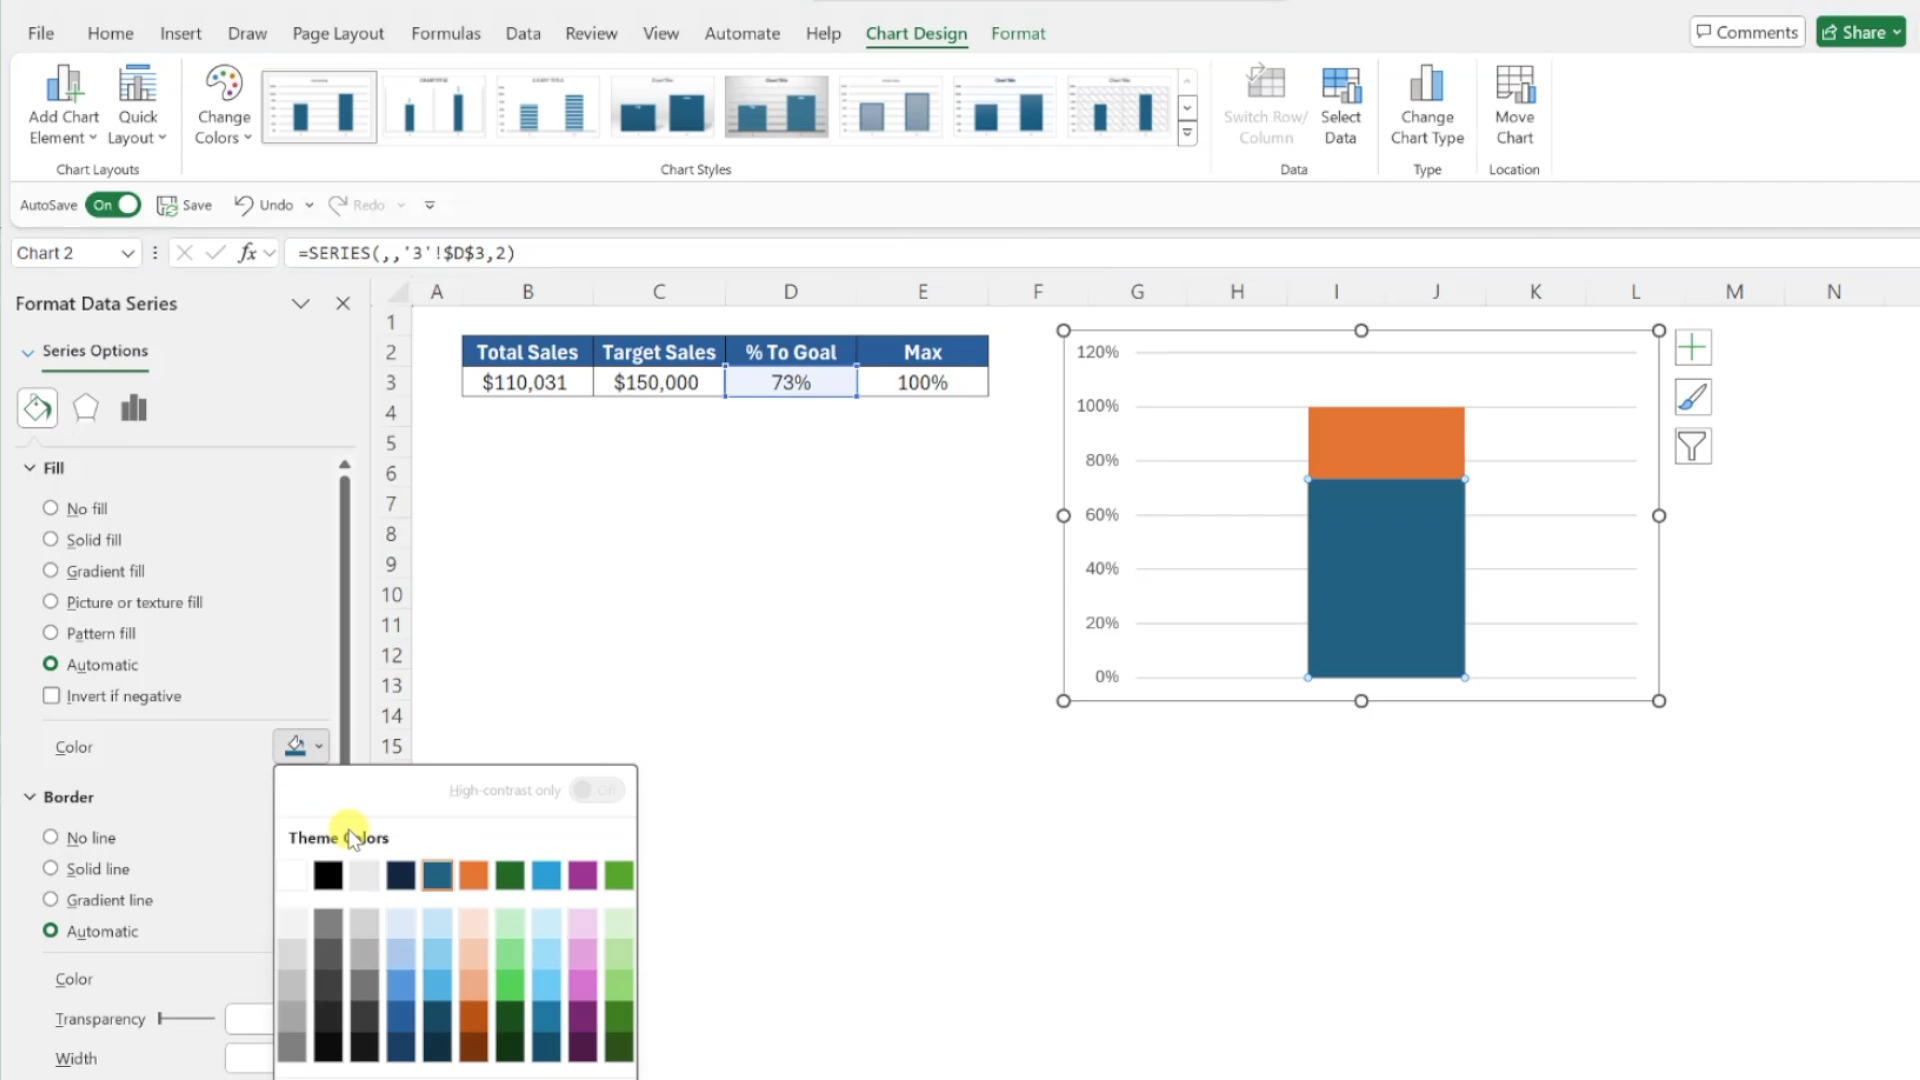 File Home Insert Draw Page Layout Formulas Data Review View Automate Help Chart Design Format Comments Share
Add Chart Element
Quick Layout
Change Colors
Switch Row/ Column
Select Data
Change Chart Type
Move Chart
Chart Layouts
Chart Styles
Data
Type
Location
AutoSave On Save Undo Redo
Chart 2 fx =SERIES(,,'3'!$D$3,2)
Format Data Series
Series Options
Fill
No fill
Solid fill
Gradient fill
Picture or texture fill
Pattern fill
Automatic
Invert if negative
Color
Border
No line
Solid line
Gradient line
Automatic
Color
Transparency
Width
High-contrast only Off
Theme Colors
A B C D E F G H I J K L M N
1
2 Total Sales Target Sales % To Goal Max
3 $110,031 $150,000 73% 100%
4
5
6
7
8
9
10
11
12
13
14
15
120%
100%
80%
60%
40%
20%
0%